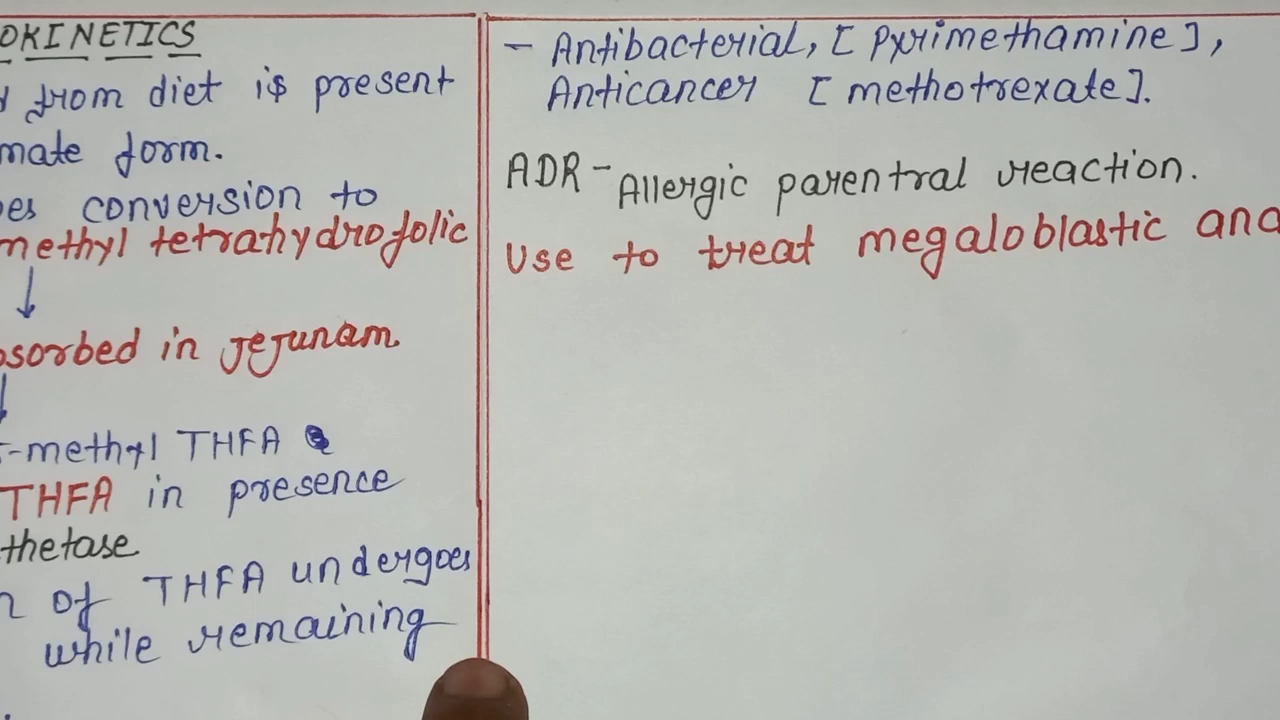 OKINETICS
from diet is present
mate form.
es conversion to
methyl tetrahydrofolic
↓
sorbed in jejunam
↓
-methyl THFA
THFA in presence
thetase
of THFA undergoes
while remaining
- Antibacterial, [ Pyrimethamine ],
Anticancer [ methotrexate ].
ADR - Allergic parentral reaction.
Use to treat megaloblastic ana